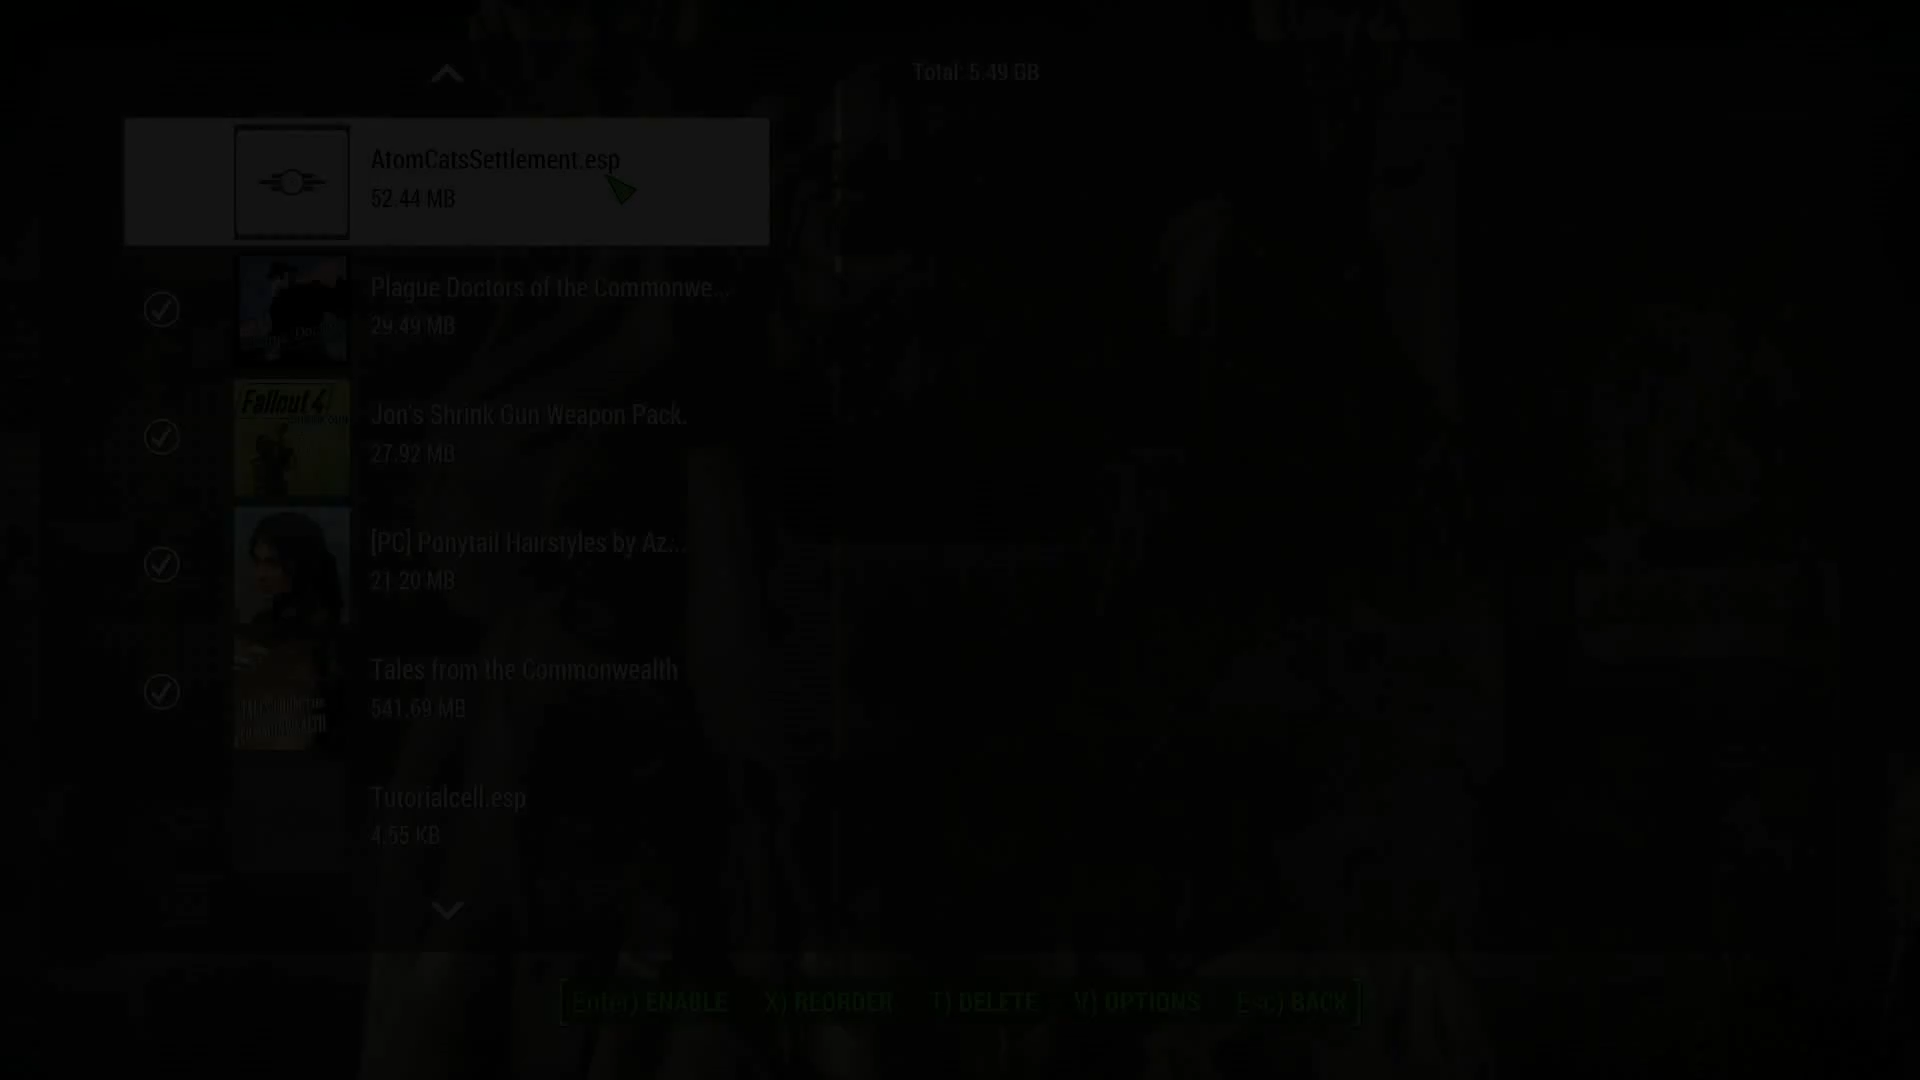 Total: 5.49 GB
AtomCatsSettlement.esp
52.44 MB
Plague Doctors of the Commonwe...
29.49 MB
Fallout 4
Jon's Shrink Gun Weapon Pack.
27.92 MB
[PC] Ponytail Hairstyles by Az...
21.20 MB
Tales from the Commonwealth
541.69 MB
Tutorialcell.esp
4.55 KB
Enter) ENABLE X) REORDER T) DELETE V) OPTIONS Esc) BACK